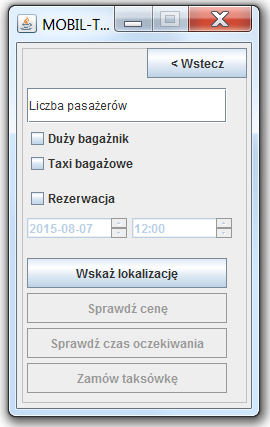 MOBIL-T...
< Wstecz
Liczba pasażerów
Duży bagażnik
Taxi bagażowe
Rezerwacja
2015-08-07 12:00
Wskaż lokalizację
Sprawdź cenę
Sprawdź czas oczekiwania
Zamów taksówkę